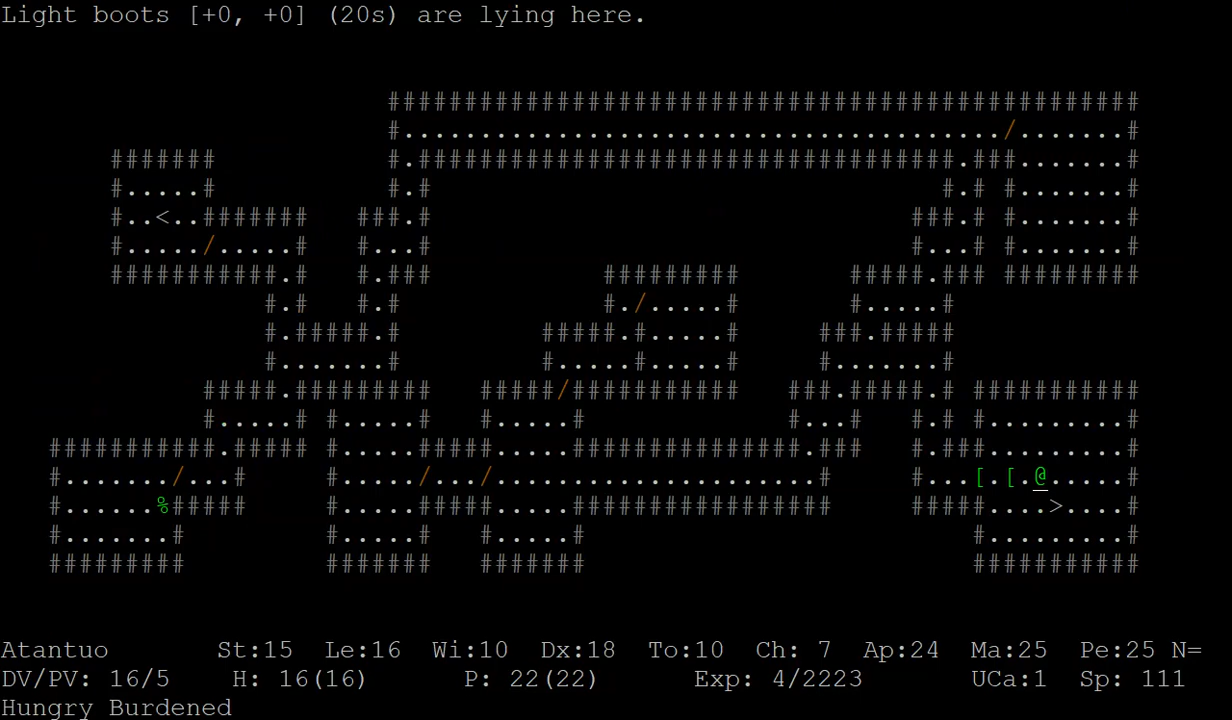 Light boots [+0, +0] (20s) are lying here.
#################################################
#......................................../.......#
####### #.###################################.###.......#
#.....# #.# #.# #.......#
#..<..####### ###.# ###.# #.......#
#...../.....# #...# #...# #.......#
###########.# #.### ######### #####.### #########
#.# #.# #./.....# #.....#
#.#####.# #####.#.....# ###.#####
#.......# #.....#.....# #.......#
#####.######### #####/########### ###.#####.# ###########
#.....# #.....# #.....# #...# #.# #.........#
###########.##### #.....#####.....###############.### #.###.........#
#......./...# #...../.../.....................# #...[.[.@.....#
#......%##### #.....#####.....################# #####....>....#
#.......# #.....# #.....# #.........#
######### ####### ####### ###########
Atantuo St:15 Le:16 Wi:10 Dx:18 To:10 Ch: 7 Ap:24 Ma:25 Pe:25 N=
DV/PV: 16/5 H: 16(16) P: 22(22) Exp: 4/2223 UCa:1 Sp: 111
Hungry Burdened